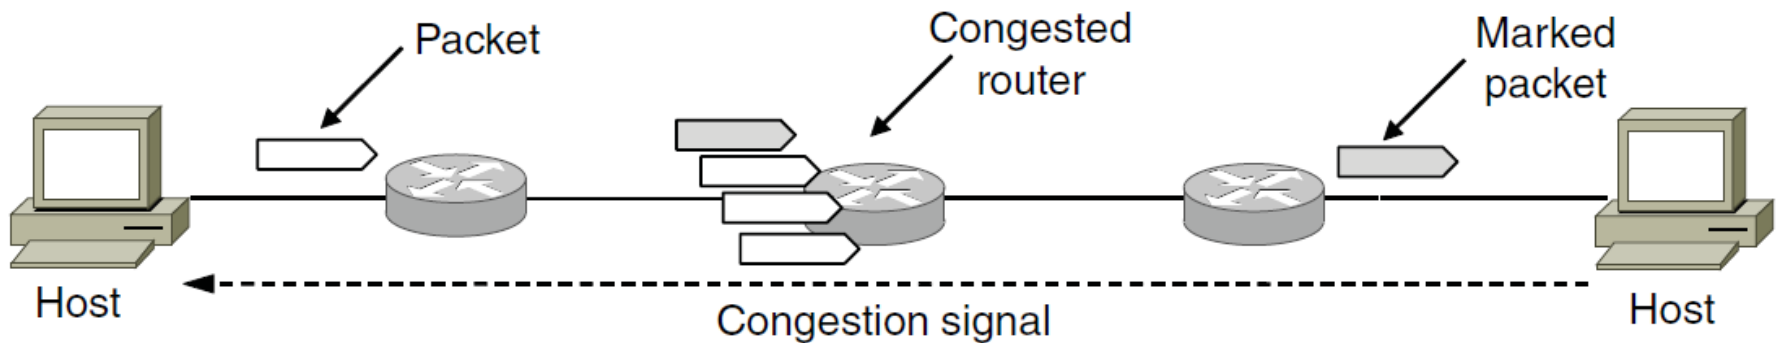 Packet
Congested
router
Marked
packet
Host
Congestion signal
Host